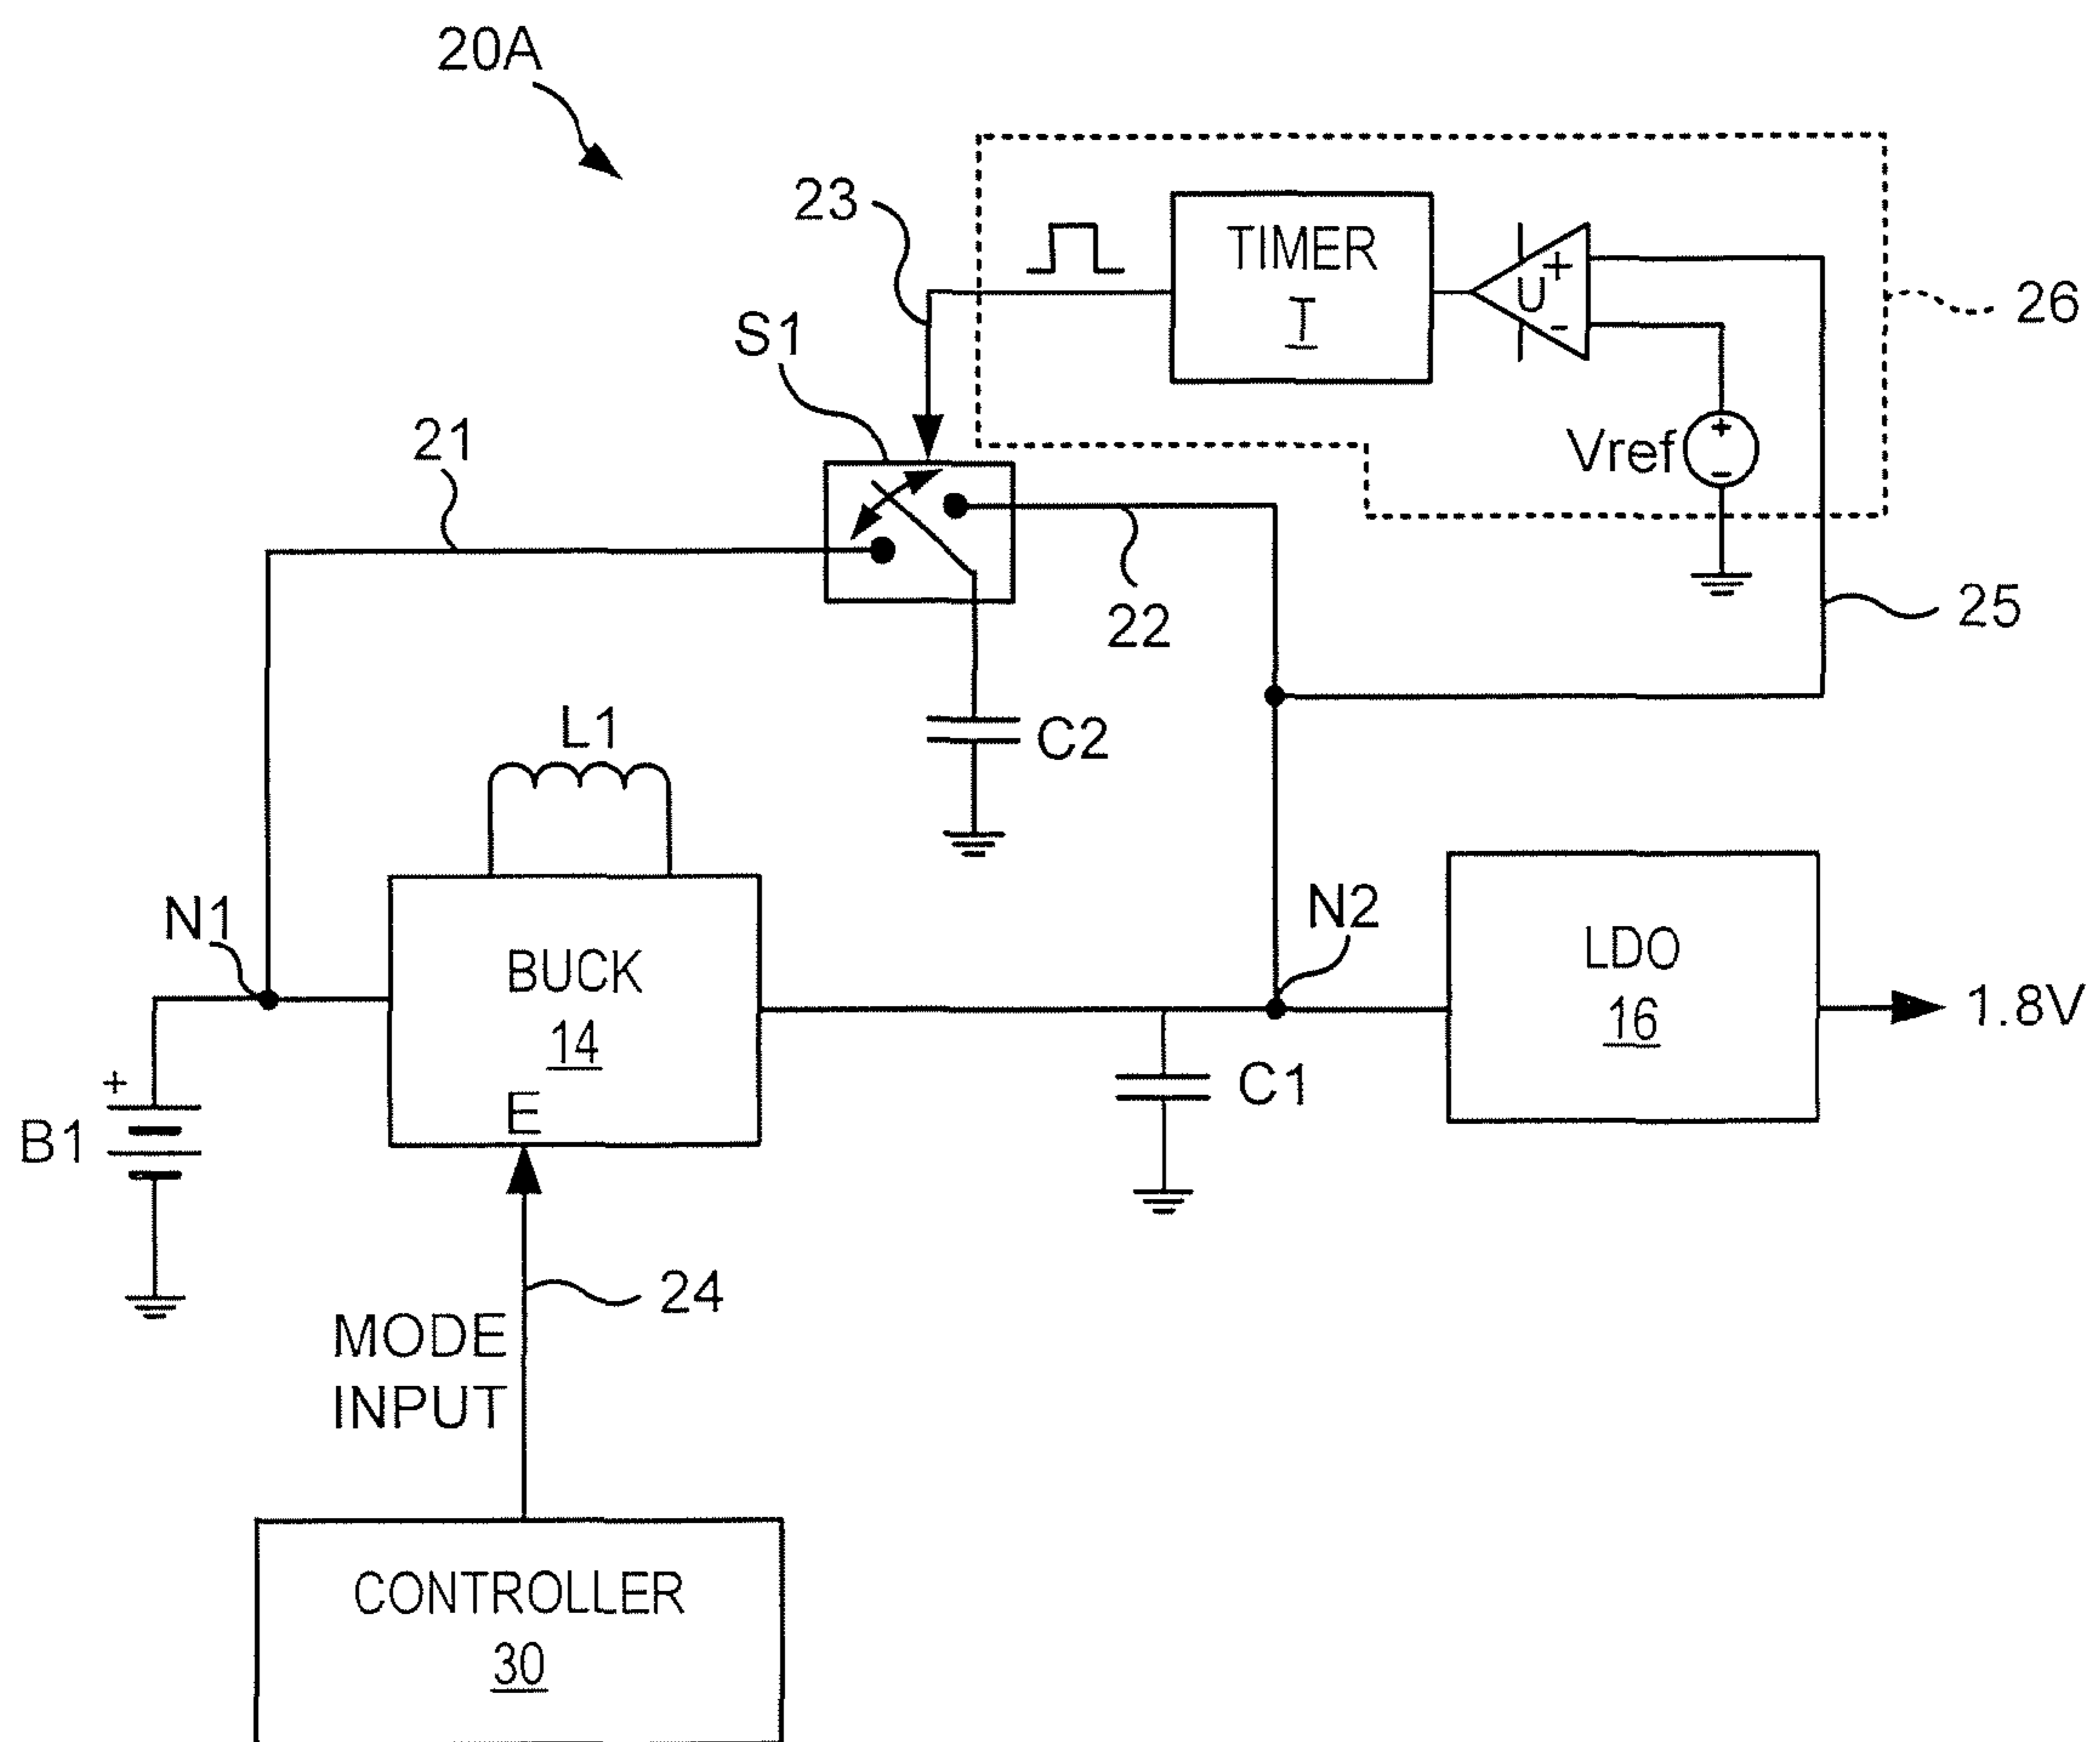 20A
23
TIMER
T
U
+
-
26
S1
21
Vref
+
-
22
25
L1
C2
N1
N2
BUCK
14
E
LDO
16
1.8V
+
B1
C1
24
MODE
INPUT
CONTROLLER
30